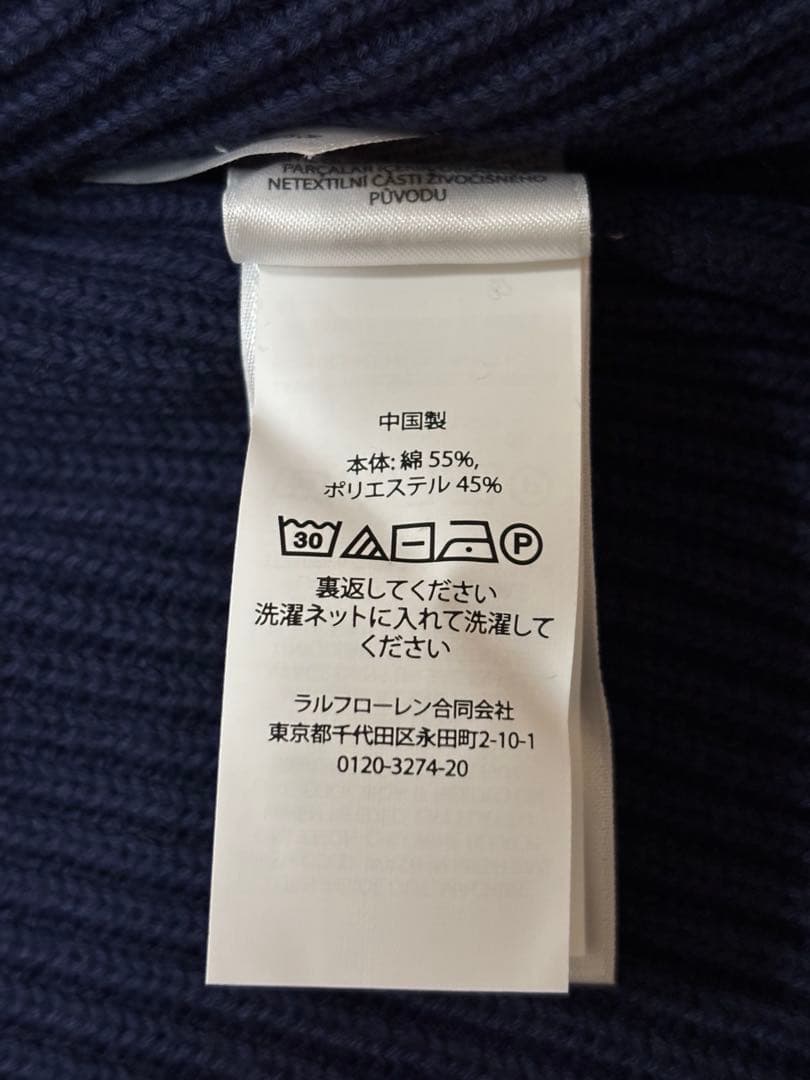 NETEXTILNÍ ČÁSTI ŽIVOČIŠNÉHO
PŮVODU
中国製
本体: 綿 55%,
ポリエステル 45%
30
P
裏返してください
洗濯ネットに入れて洗濯して
ください
ラルフローレン合同会社
東京都千代田区永田町2-10-1
0120-3274-20